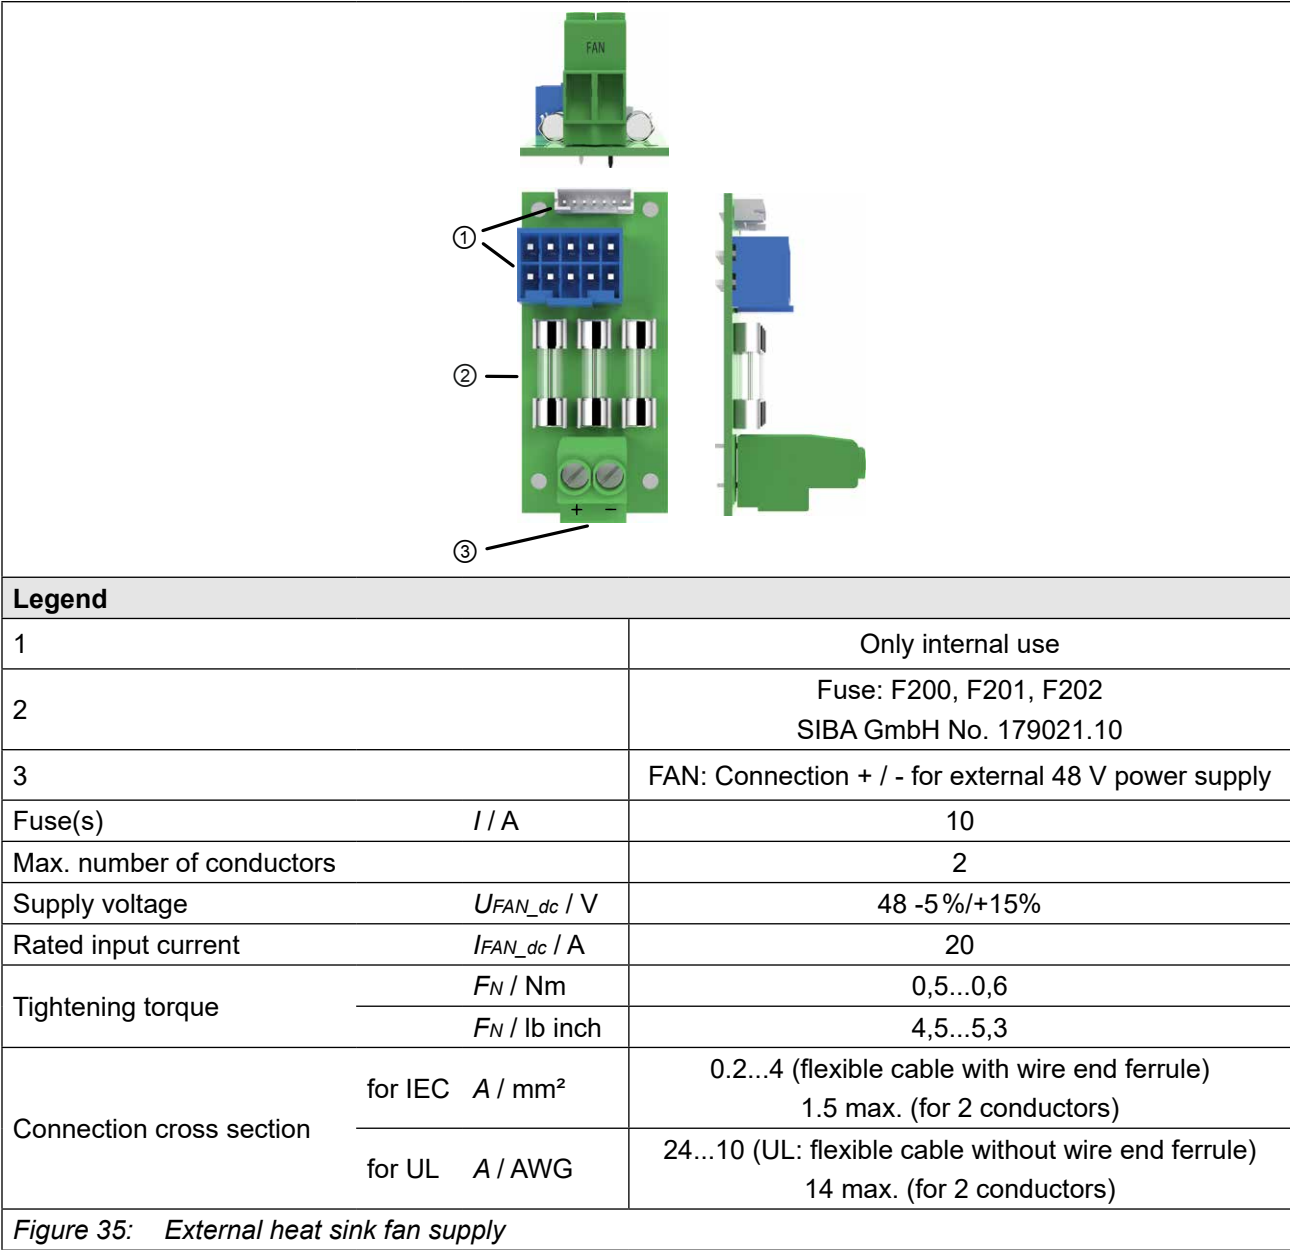 FAN
①
②
+ −
③
Legend
1 Only internal use
2 Fuse: F200, F201, F202
SIBA GmbH No. 179021.10
3 FAN: Connection + / - for external 48 V power supply
Fuse(s) I / A 10
Max. number of conductors 2
Supply voltage UFAN_dc / V 48 -5%/+15%
Rated input current IFAN_dc / A 20
Tightening torque FN / Nm 0,5...0,6
FN / lb inch 4,5...5,3
Connection cross section for IEC A / mm² 0.2...4 (flexible cable with wire end ferrule)
1.5 max. (for 2 conductors)
for UL A / AWG 24...10 (UL: flexible cable without wire end ferrule)
14 max. (for 2 conductors)
Figure 35: External heat sink fan supply